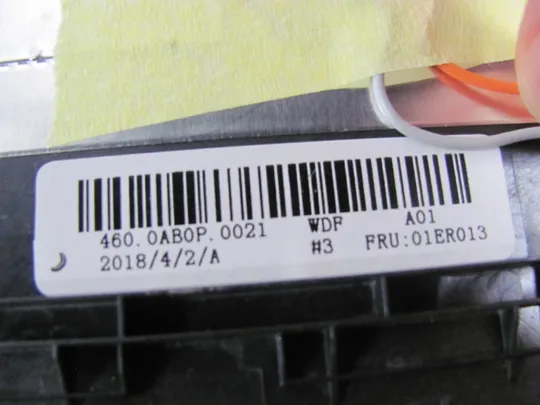 460.0AB0P.0021 WDF A01
2018/4/2/A #3 FRU:01ER013